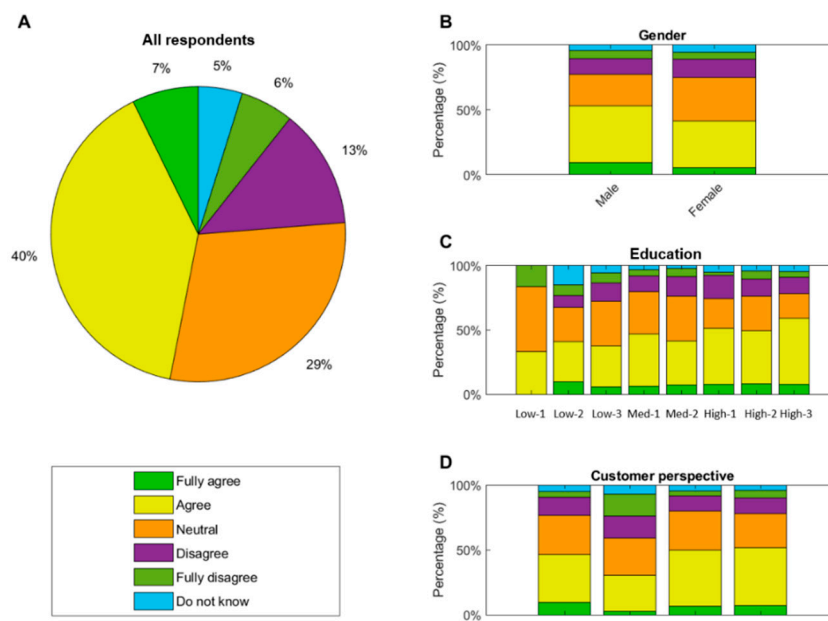 A
All respondents
7%
5%
6%
13%
40%
29%
Fully agree
Agree
Neutral
Disagree
Fully disagree
Do not know
B
Gender
Percentage (%)
100%
50%
0%
Male
Female
C
Education
Percentage (%)
100%
50%
0%
Low-1 Low-2 Low-3 Med-1 Med-2 High-1 High-2 High-3
D
Customer perspective
Percentage (%)
100%
50%
0%